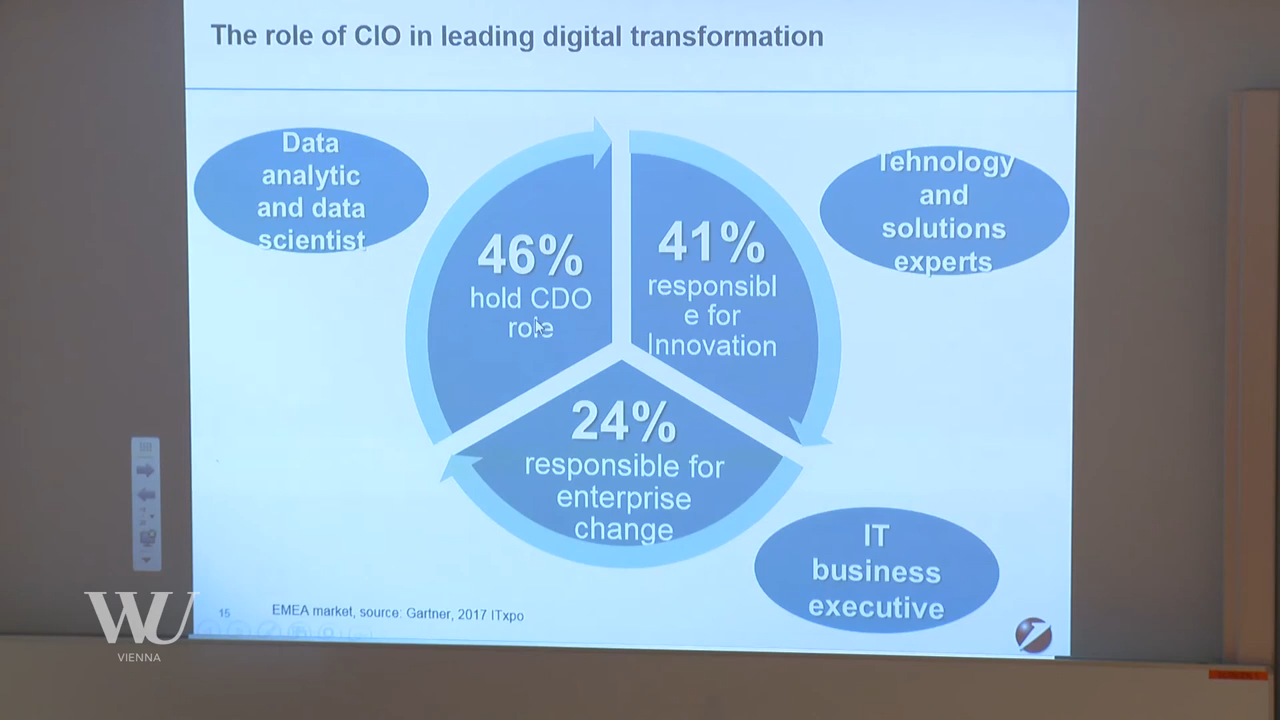 The role of CIO in leading digital transformation
Data
analytic
and data
scientist
Tehnology
and
solutions
experts
46%
hold CDO
role
41%
responsibl
e for
Innovation
24%
responsible for
enterprise
change
IT
business
executive
15
EMEA market, source: Gartner, 2017 ITxpo
WU
VIENNA